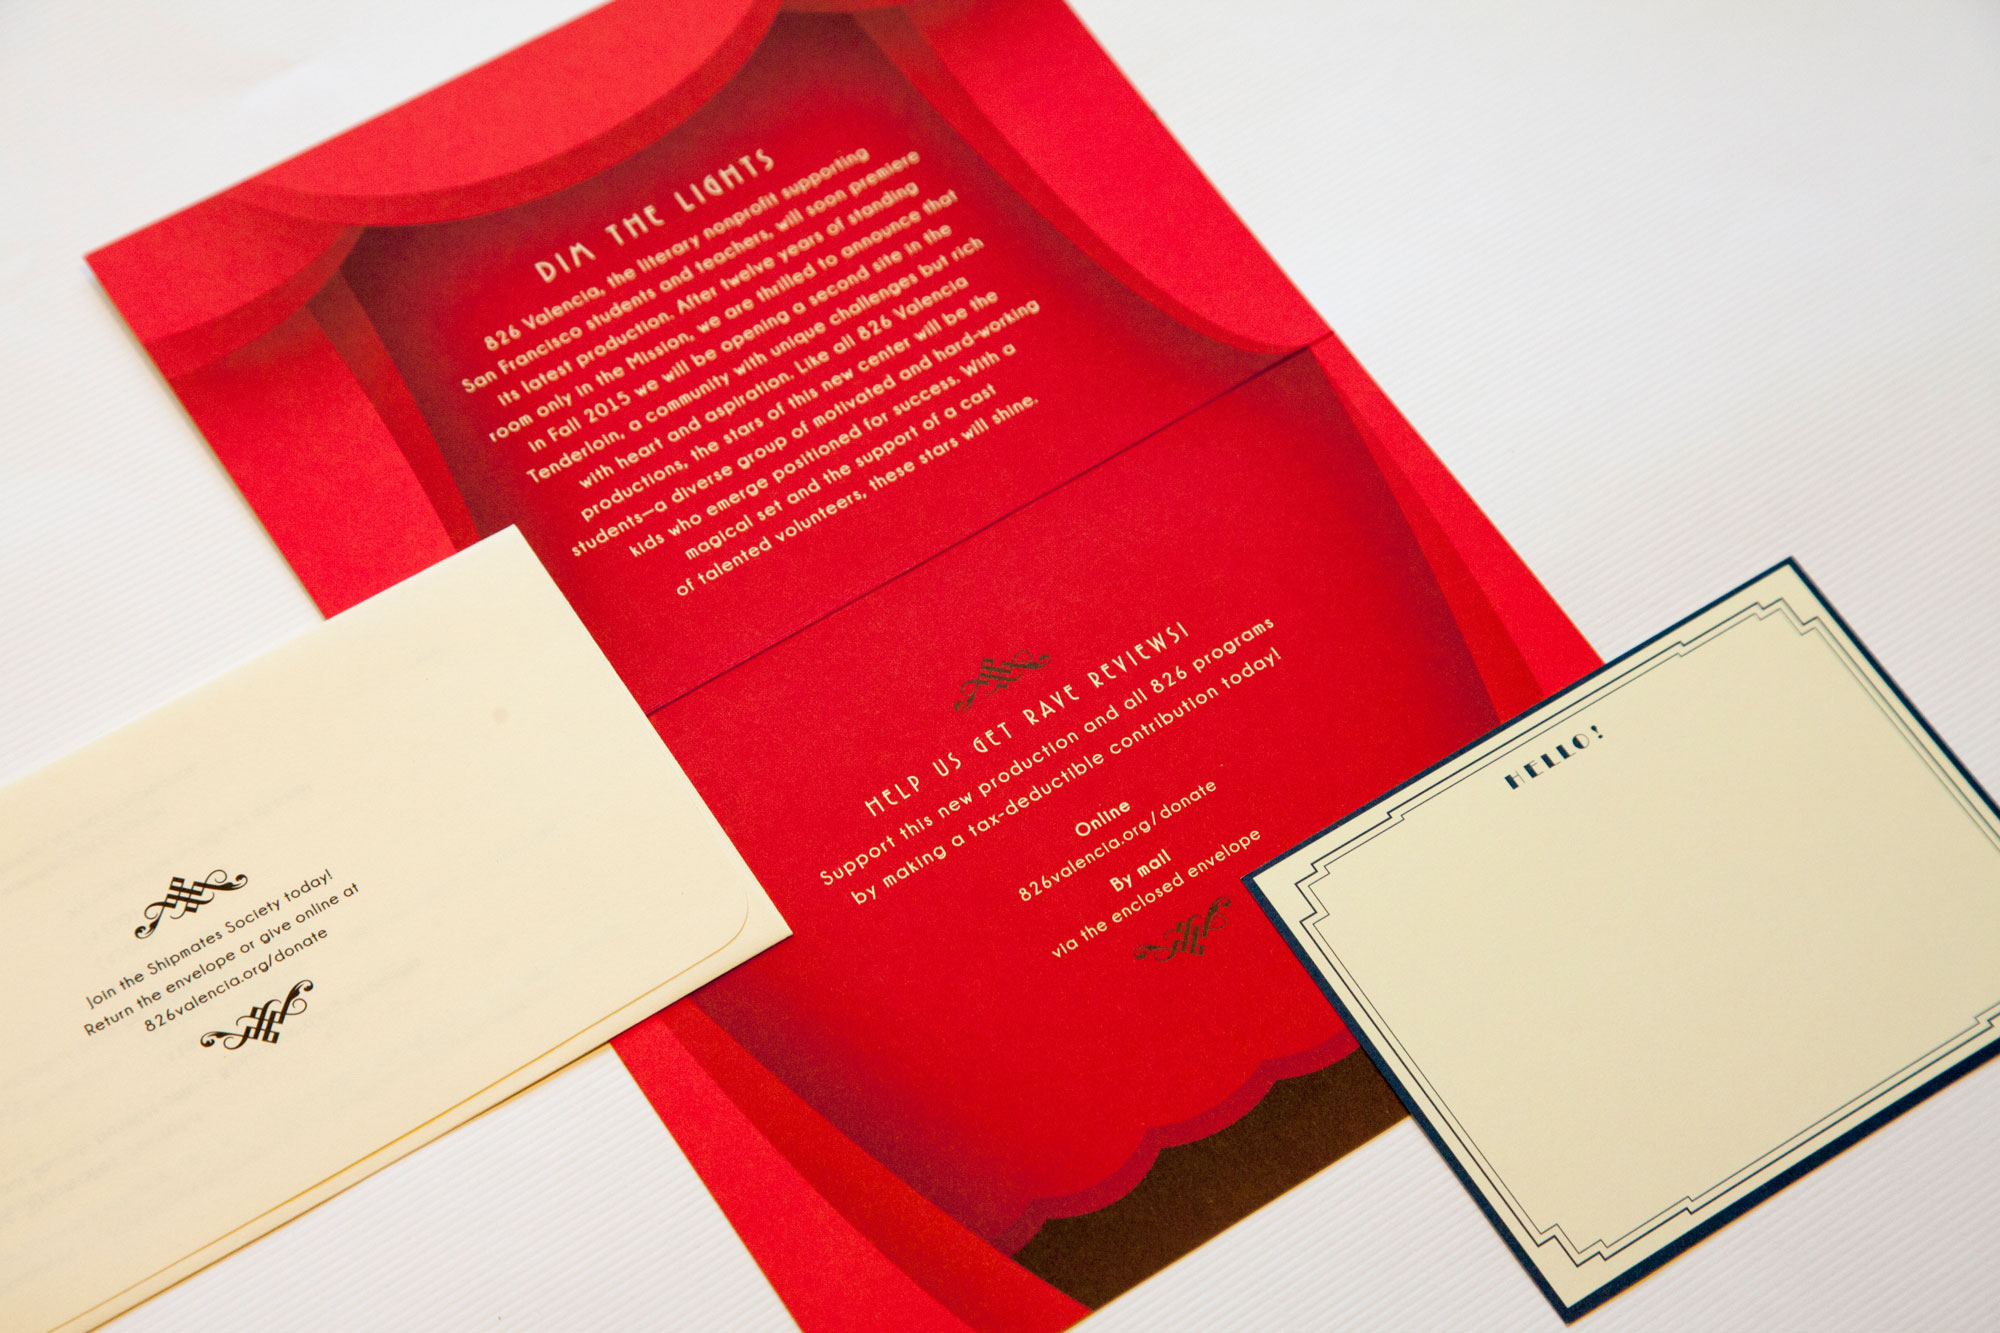 DIM THE LIGHTS
826 Valencia, the literary nonprofit supporting
San Francisco students and teachers, will soon premiere
its latest production. After twelve years of standing
room only in the Mission, we are thrilled to announce that
in Fall 2015 we will be opening a second site in the
Tenderloin, a community with unique challenges but rich
with heart and aspiration. Like all 826 Valencia
productions, the stars of this new center will be the
students—a diverse group of motivated and hard-working
kids who emerge positioned for success. With a
magical set and the support of a cast
of talented volunteers, these stars will shine.
HELP US GET RAVE REVIEWS!
Support this new production and all 826 programs
by making a tax-deductible contribution today!
Online
826valencia.org/donate
By mail
via the enclosed envelope
Join the Shipmates Society today!
Return the envelope or give online at
826valencia.org/donate
HELLO!